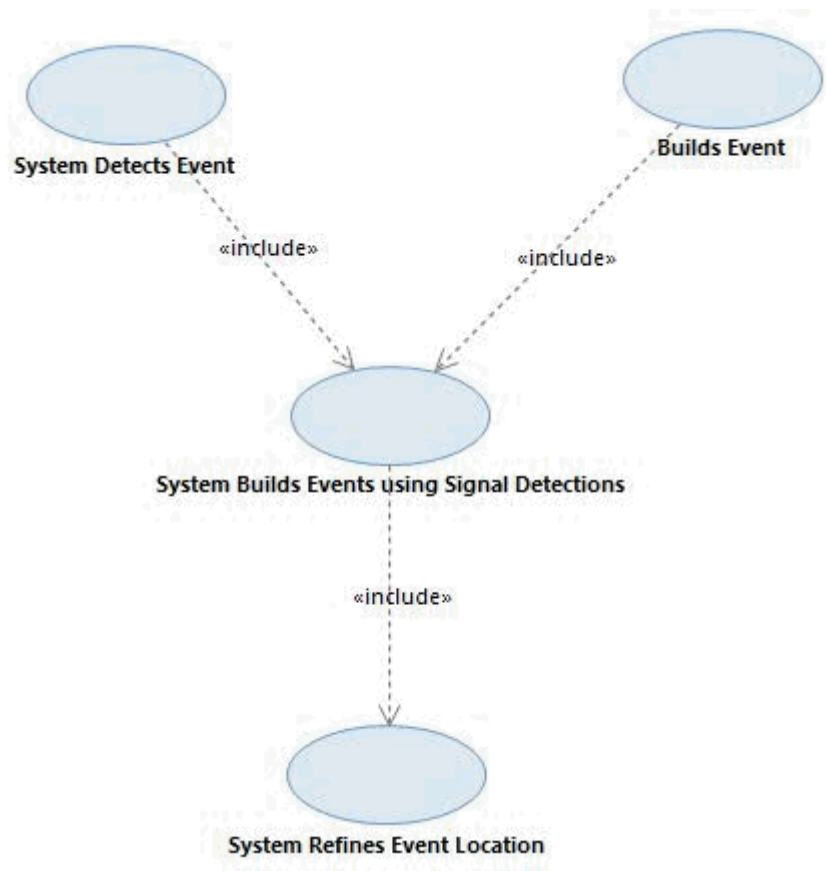 System Detects Event
Builds Event
«include»
«include»
System Builds Events using Signal Detections
«include»
System Refines Event Location